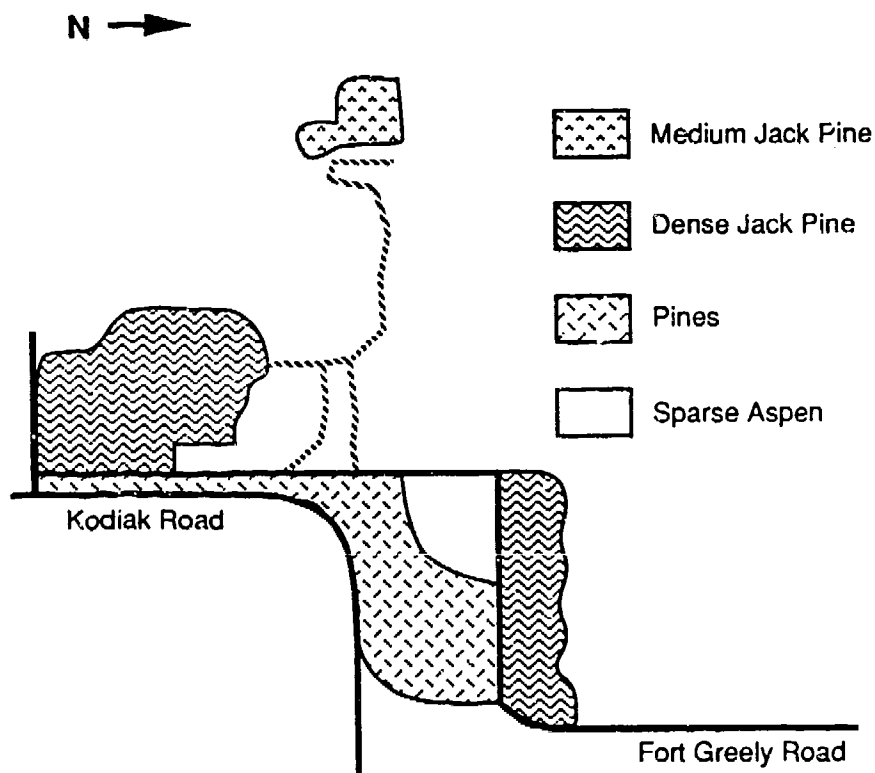 N
Medium Jack Pine
Dense Jack Pine
Pines
Sparse Aspen
Kodiak Road
Fort Greely Road